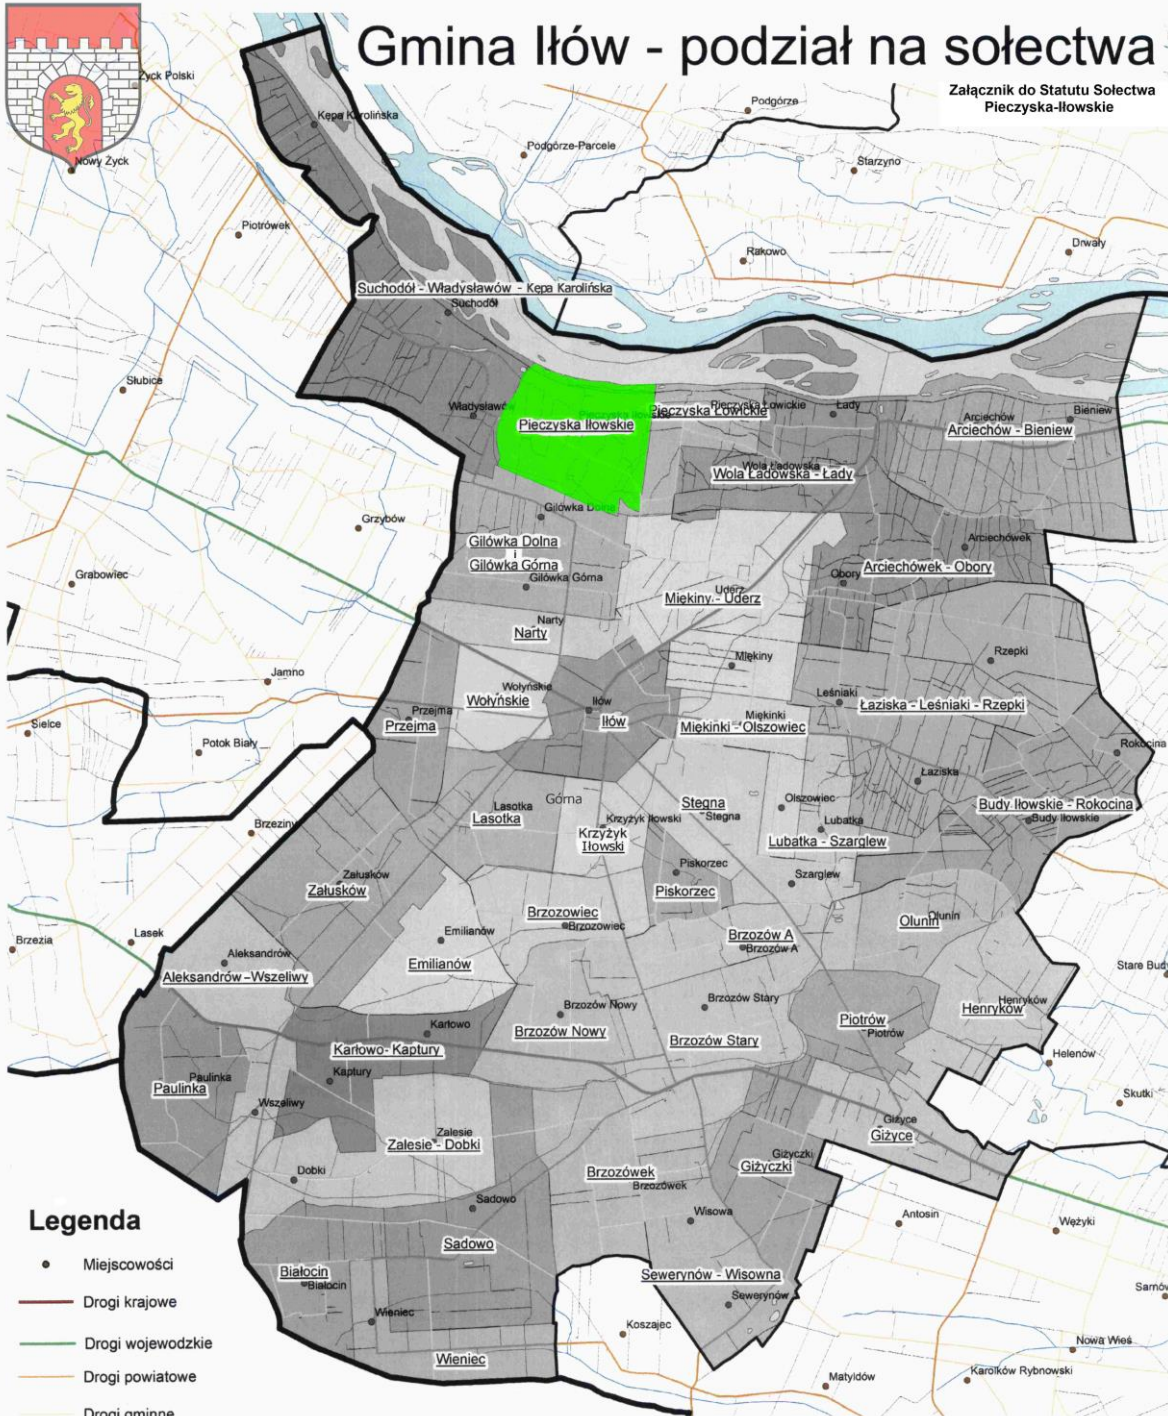 Gmina Iłów - podział na sołectwa
Załącznik do Statutu Sołectwa
Pieczyska-Iłowskie
Życk Polski
Nowy Życk
Kępa Karolińska
Podgórze
Podgórze-Parcele
Starzyno
Piotrówek
Rakowo
Drwały
Suchodół - Władysławów - Kępa Karolińska
Suchodół
Słubice
Władysławów
Pieczyska Iłowskie
Pieczyska Iłowskie
Pieczyska Łowickie
Pieczyska Łowickie
Łady
Arciechów
Bieniew
Arciechów - Bieniew
Wola Ładowska
Wola Ładowska - Łady
Gilówka Dolna
Grzybów
Gilówka Dolna
i
Gilówka Górna
Gilówka Górna
Arciechówek
Arciechówek - Obory
Obory
Grabowiec
Uderz
Miękiny - Uderz
Narty
Narty
Miękiny
Rzepki
Jamno
Wołyńskie
Wołyńskie
Iłów
Iłów
Leśniaki
Łaziska - Leśniaki - Rzepki
Przejma
Przejma
Miękinki
Miękinki - Olszowiec
Sielce
Potok Biały
Rokocina
Łaziska
Górna
Lasotka
Lasotka
Stegna
Stegna
Olszowiec
Budy Iłowskie - Rokocina
Budy Iłowskie
Brzeziny
Krzyżyk Iłowski
Krzyżyk
Iłowski
Lubatka
Lubatka - Szarglew
Załusków
Załusków
Piskorzec
Piskorzec
Szarglew
Brzozowiec
Brzozowiec
Olunin
Olunin
Brzezia
Lasek
Emilianów
Emilianów
Brzozów A
Brzozów A
Aleksandrów
Aleksandrów - Wszeliwy
Stare Budy
Brzozów Nowy
Brzozów Nowy
Brzozów Stary
Brzozów Stary
Piotrów
Piotrów
Henryków
Henryków
Karłowo
Karłowo - Kaptury
Kaptury
Helenów
Paulinka
Paulinka
Wszeliwy
Skutki
Zalesie
Zalesie - Dobki
Giżyce
Giżyce
Dobki
Brzozówek
Brzozówek
Giżyczki
Giżyczki
Sadowo
Sadowo
Wisowa
Antosin
Wężyki
Białocin
Białocin
Sewerynów - Wisowna
Sewerynów
Wieniec
Wieniec
Koszajec
Nowa Wieś
Matyldów
Karolków Rybnowski
Legenda
Miejscowości
Drogi krajowe
Drogi wojewodzkie
Drogi powiatowe
Drogi gminne